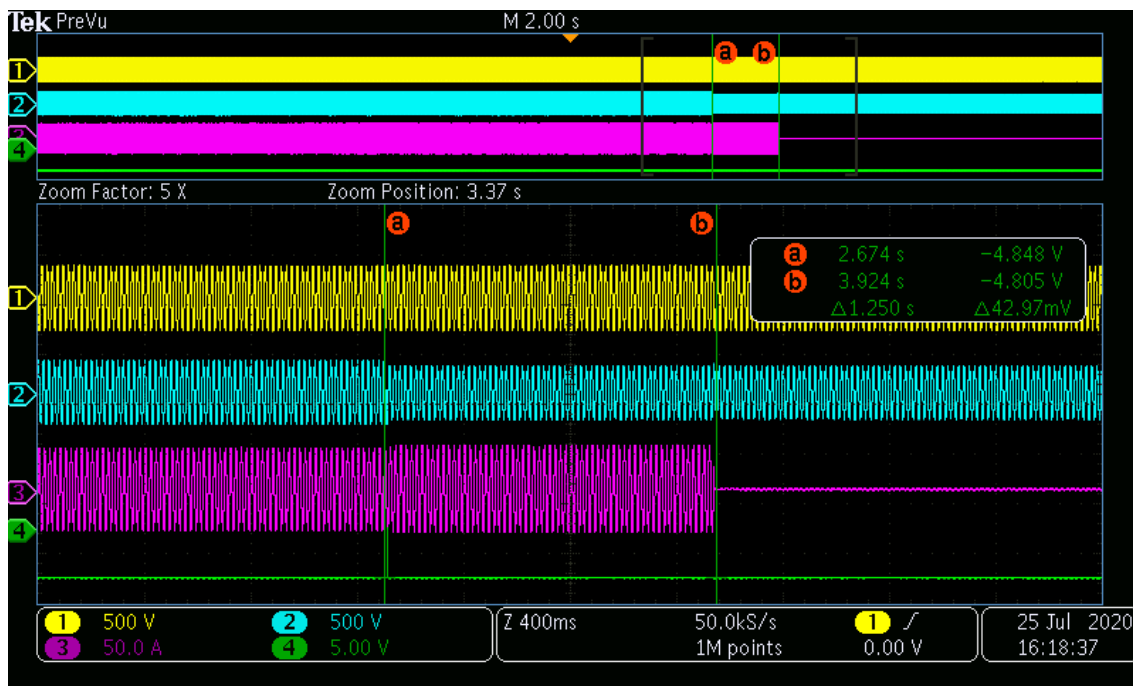 Tek PreVu M 2.00 s
a b
1
2
3
4
Zoom Factor: 5 X Zoom Position: 3.37 s
a b
a 2.674 s −4.848 V
b 3.924 s −4.805 V
△1.250 s △42.97mV
1
2
3
4
1 500 V 2 500 V Z 400ms 50.0kS/s 1 0.00 V 25 Jul 2020
3 50.0 A 4 5.00 V 1M points 16:18:37